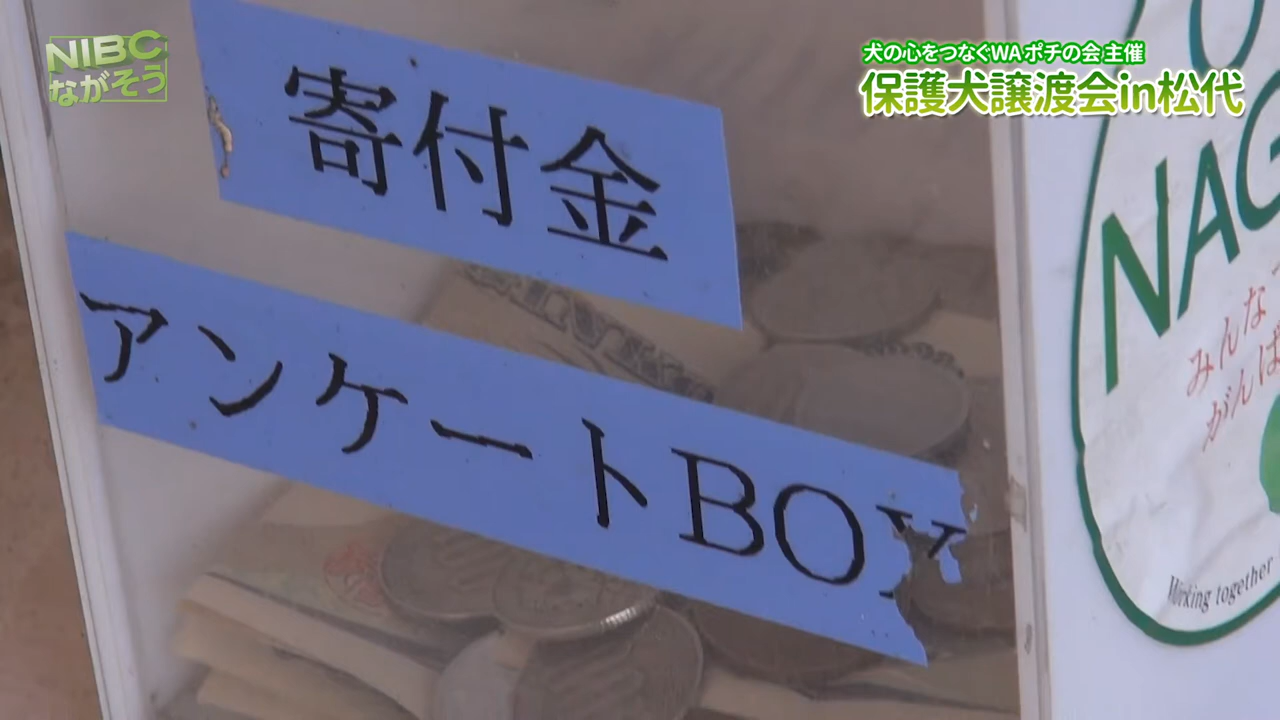 NIBC
ながそう
犬の心をつなぐWAポチの会 主催
保護犬譲渡会in松代
寄付金
アンケートBOX
NAG
みんな
がんば
Working together